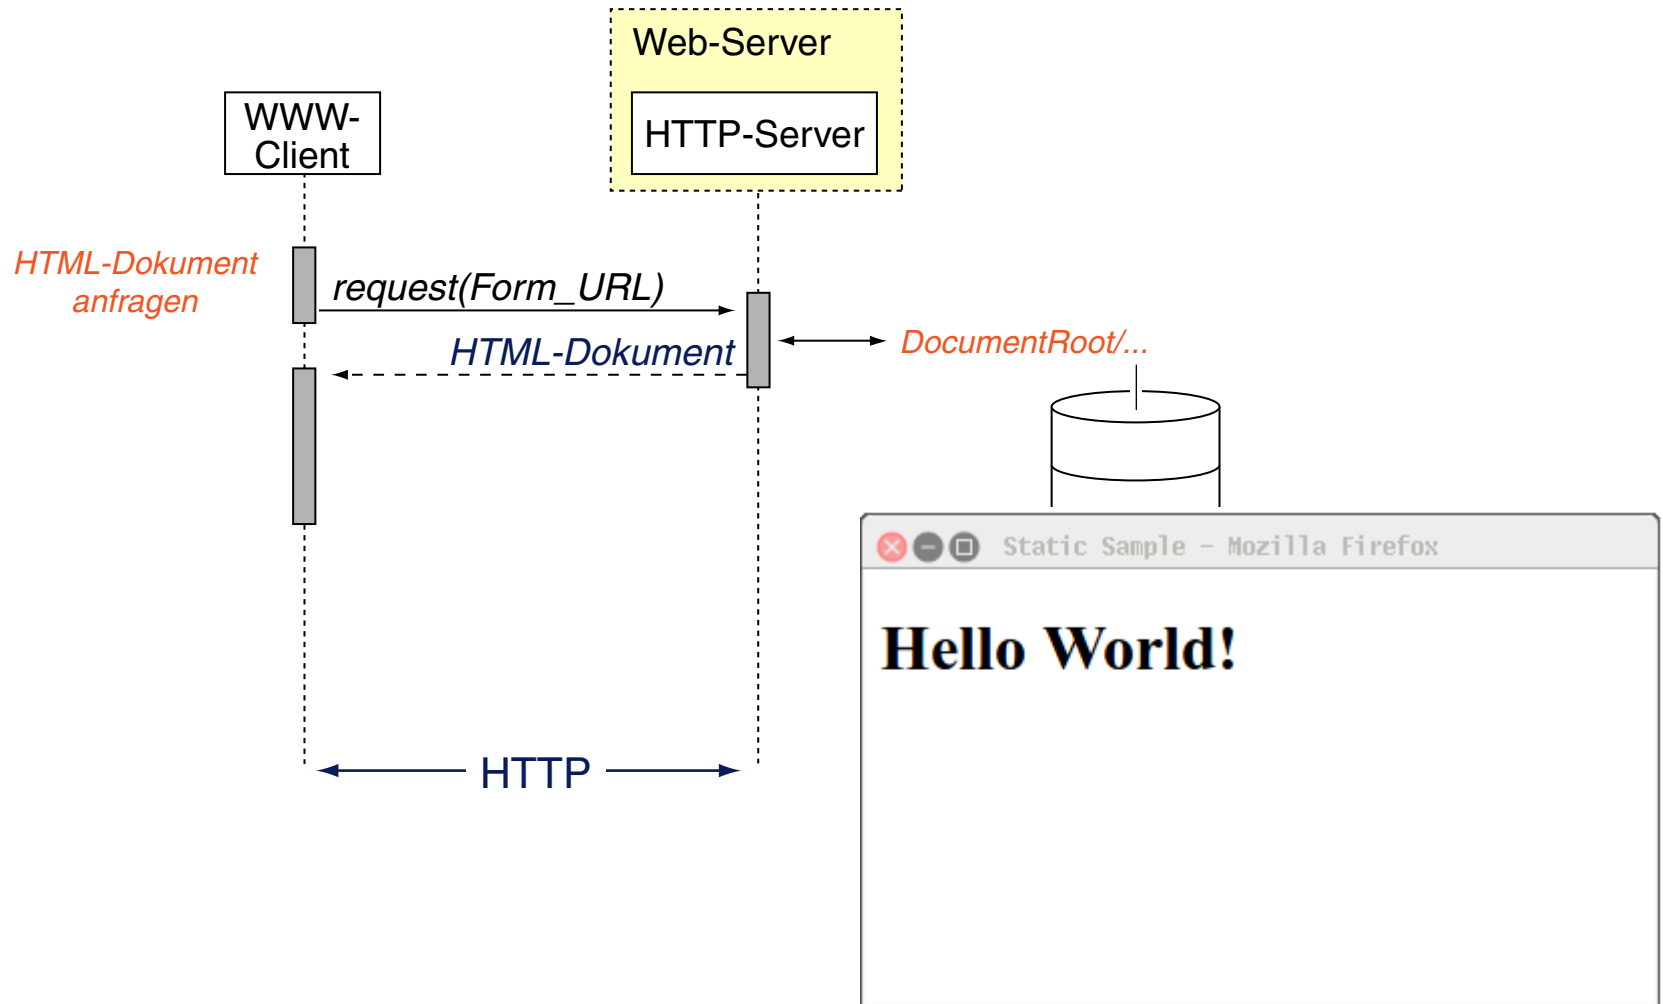 Web-Server
WWW-
Client
HTTP-Server
HTML-Dokument
anfragen
request(Form_URL)
HTML-Dokument
DocumentRoot/...
Static Sample - Mozilla Firefox
Hello World!
HTTP